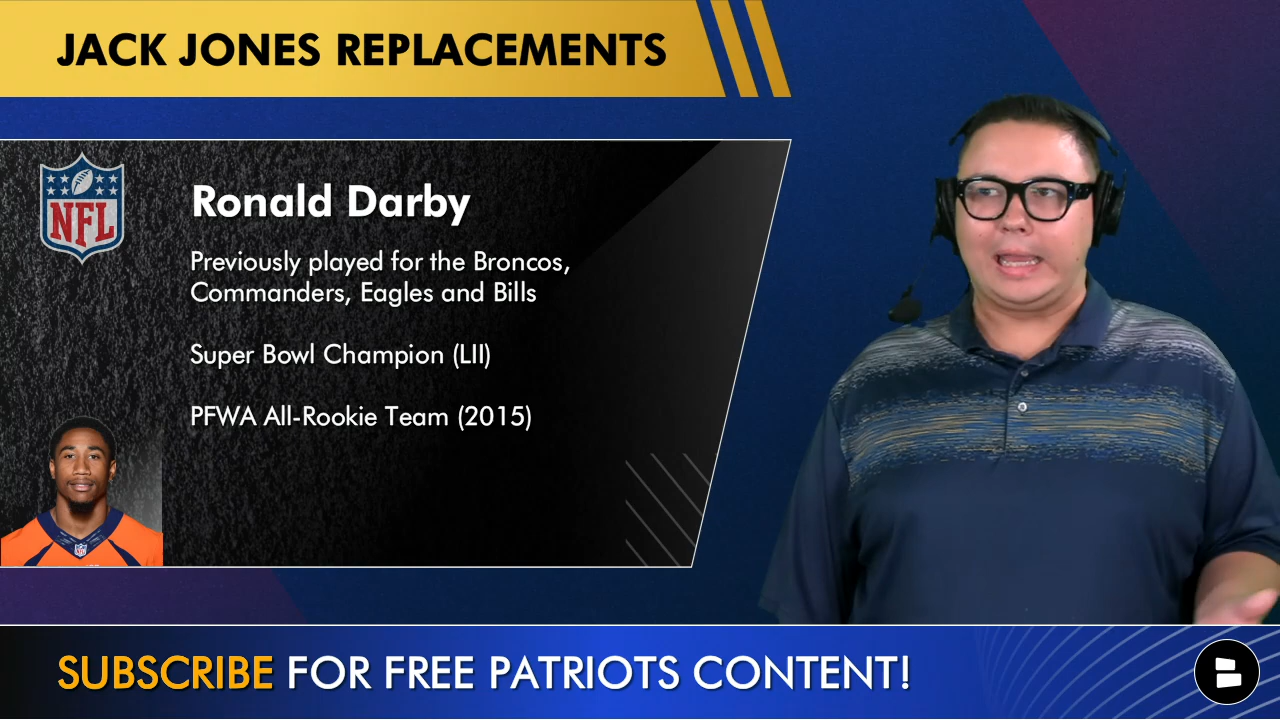 JACK JONES REPLACEMENTS
NFL
Ronald Darby
Previously played for the Broncos,
Commanders, Eagles and Bills
Super Bowl Champion (LII)
PFWA All-Rookie Team (2015)
SUBSCRIBE FOR FREE PATRIOTS CONTENT!